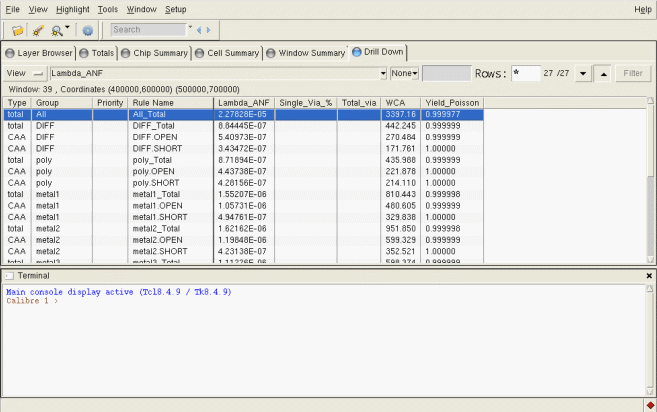 File View Highlight Tools Window Setup Help
Search
Layer Browser Totals Chip Summary Cell Summary Window Summary Drill Down
View Lambda_ANF None Rows: * 27 /27 Filter
Window: 39 , Coordinates (400000,600000) (500000,700000)
Type Group Priority Rule Name Lambda_ANF Single_Via_% Total_via WCA Yield_Poisson
total All All_Total 2.27828E-05 3397.16 0.999977
total DIFF DIFF_Total 8.84445E-07 442.245 0.999999
CAA DIFF DIFF.OPEN 5.40973E-07 270.484 0.999999
CAA DIFF DIFF.SHORT 3.43472E-07 171.761 1.00000
total poly poly_Total 8.71894E-07 435.988 0.999999
CAA poly poly.OPEN 4.43738E-07 221.878 1.00000
CAA poly poly.SHORT 4.28156E-07 214.110 1.00000
total metal1 metal1_Total 1.55207E-06 810.443 0.999998
CAA metal1 metal1.OPEN 1.05731E-06 480.605 0.999999
CAA metal1 metal1.SHORT 4.94761E-07 329.838 1.00000
total metal2 metal2_Total 1.62162E-06 951.850 0.999998
CAA metal2 metal2.OPEN 1.19848E-06 599.329 0.999999
CAA metal2 metal2.SHORT 4.23138E-07 352.521 1.00000
total metal3 metal3_Total 1.11226E-06 598.374 0.999999
Terminal
Main console display active (Tcl8.4.9 / Tk8.4.9)
Calibre 1 >